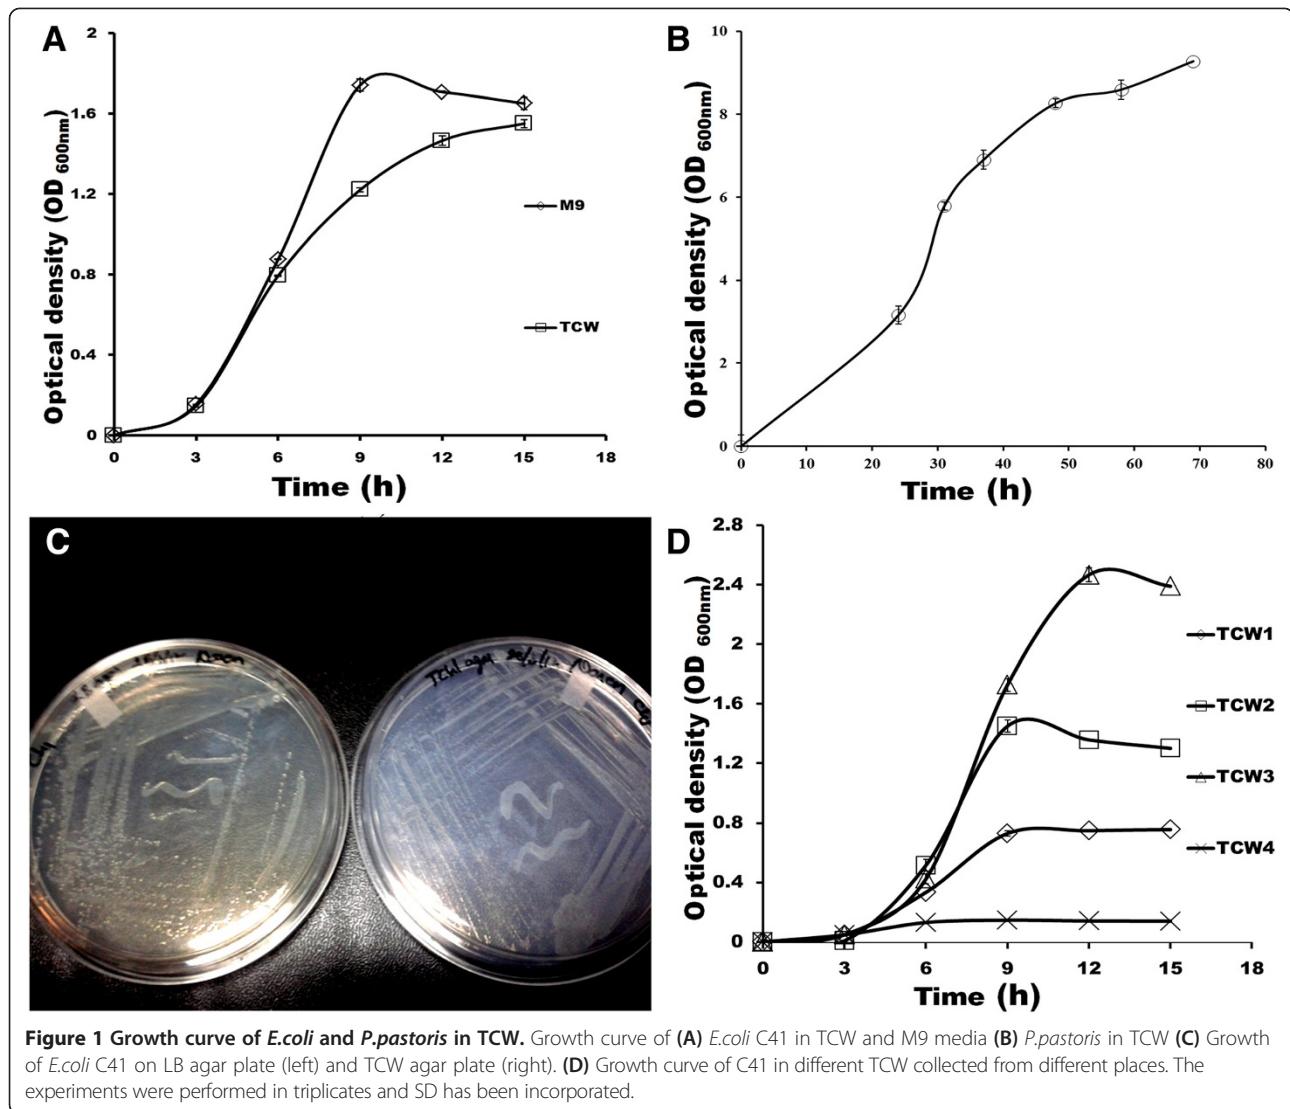 A
2
1.6
1.2
0.8
0.4
0
0 3 6 9 12 15 18
Optical density (OD 600nm)
Time (h)
M9
TCW
B
10
8
6
4
2
0
0 10 20 30 40 50 60 70 80
Optical density (OD 600nm)
Time (h)
C
TCW agar
D
2.8
2.4
2
1.6
1.2
0.8
0.4
0
0 3 6 9 12 15 18
Optical density (OD 600nm)
Time (h)
TCW1
TCW2
TCW3
TCW4
Figure 1 Growth curve of E.coli and P.pastoris in TCW. Growth curve of (A) E.coli C41 in TCW and M9 media (B) P.pastoris in TCW (C) Growth
of E.coli C41 on LB agar plate (left) and TCW agar plate (right). (D) Growth curve of C41 in different TCW collected from different places. The
experiments were performed in triplicates and SD has been incorporated.